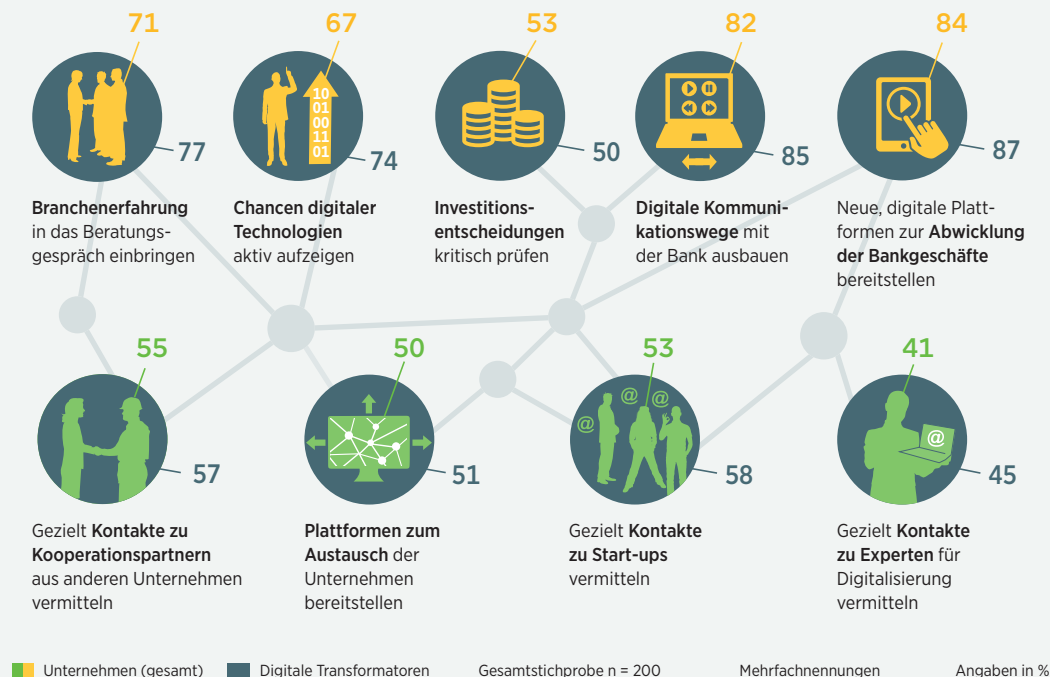 71
67
53
82
84
10
01
00
11
01
77
74
50
85
87
Branchenerfahrung
in das Beratungs-
gespräch einbringen
Chancen digitaler
Technologien
aktiv aufzeigen
Investitions-
entscheidungen
kritisch prüfen
Digitale Kommuni-
kationswege mit
der Bank ausbauen
Neue, digitale Platt-
formen zur Abwicklung
der Bankgeschäfte
bereitstellen
55
50
53
41
@
@
@
@
57
51
58
45
Gezielt Kontakte zu
Kooperationspartnern
aus anderen Unternehmen
vermitteln
Plattformen zum
Austausch der
Unternehmen
bereitstellen
Gezielt Kontakte
zu Start-ups
vermitteln
Gezielt Kontakte
zu Experten für
Digitalisierung
vermitteln
Unternehmen (gesamt) Digitale Transformatoren Gesamtstichprobe n = 200 Mehrfachnennungen Angaben in %